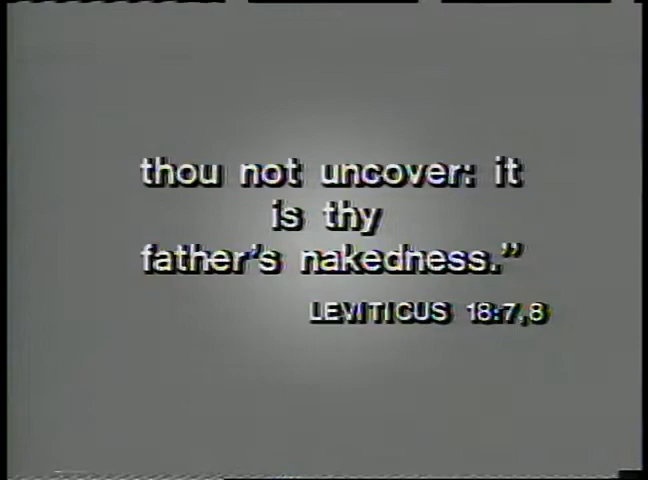 thou not uncover: it
is thy
father's nakedness."
LEVITICUS 18:7,8